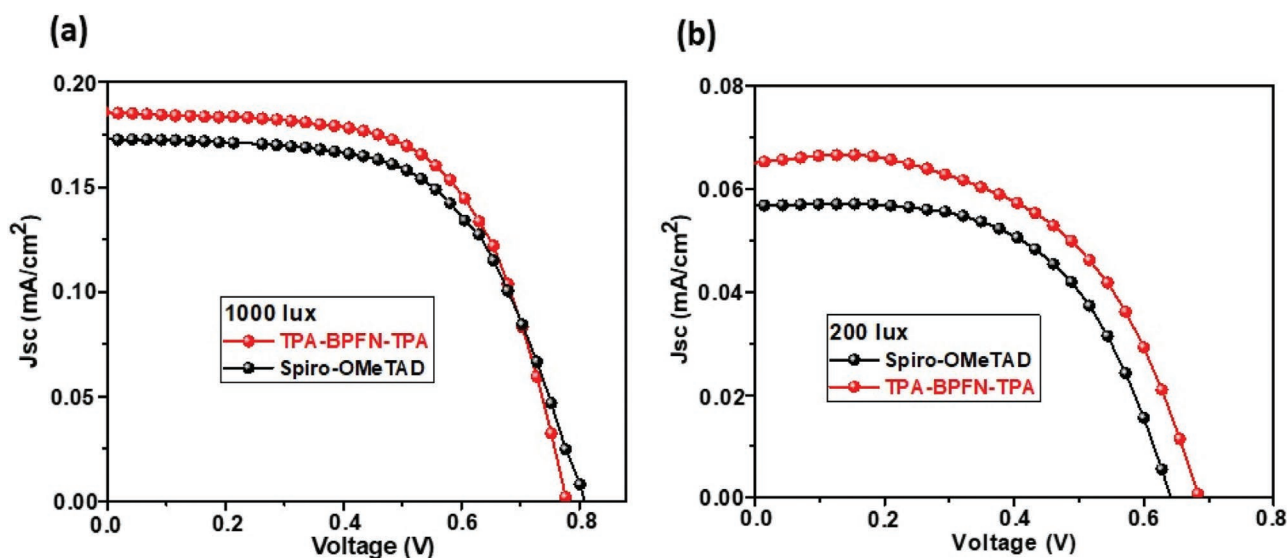 (a)
0.20
0.15
0.10
0.05
0.00
Jsc (mA/cm²)
1000 lux
TPA-BPFN-TPA
Spiro-OMeTAD
0.0 0.2 0.4 0.6 0.8
Voltage (V)
(b)
0.08
0.06
0.04
0.02
0.00
Jsc (mA/cm²)
200 lux
Spiro-OMeTAD
TPA-BPFN-TPA
0.0 0.2 0.4 0.6 0.8
Voltage (V)